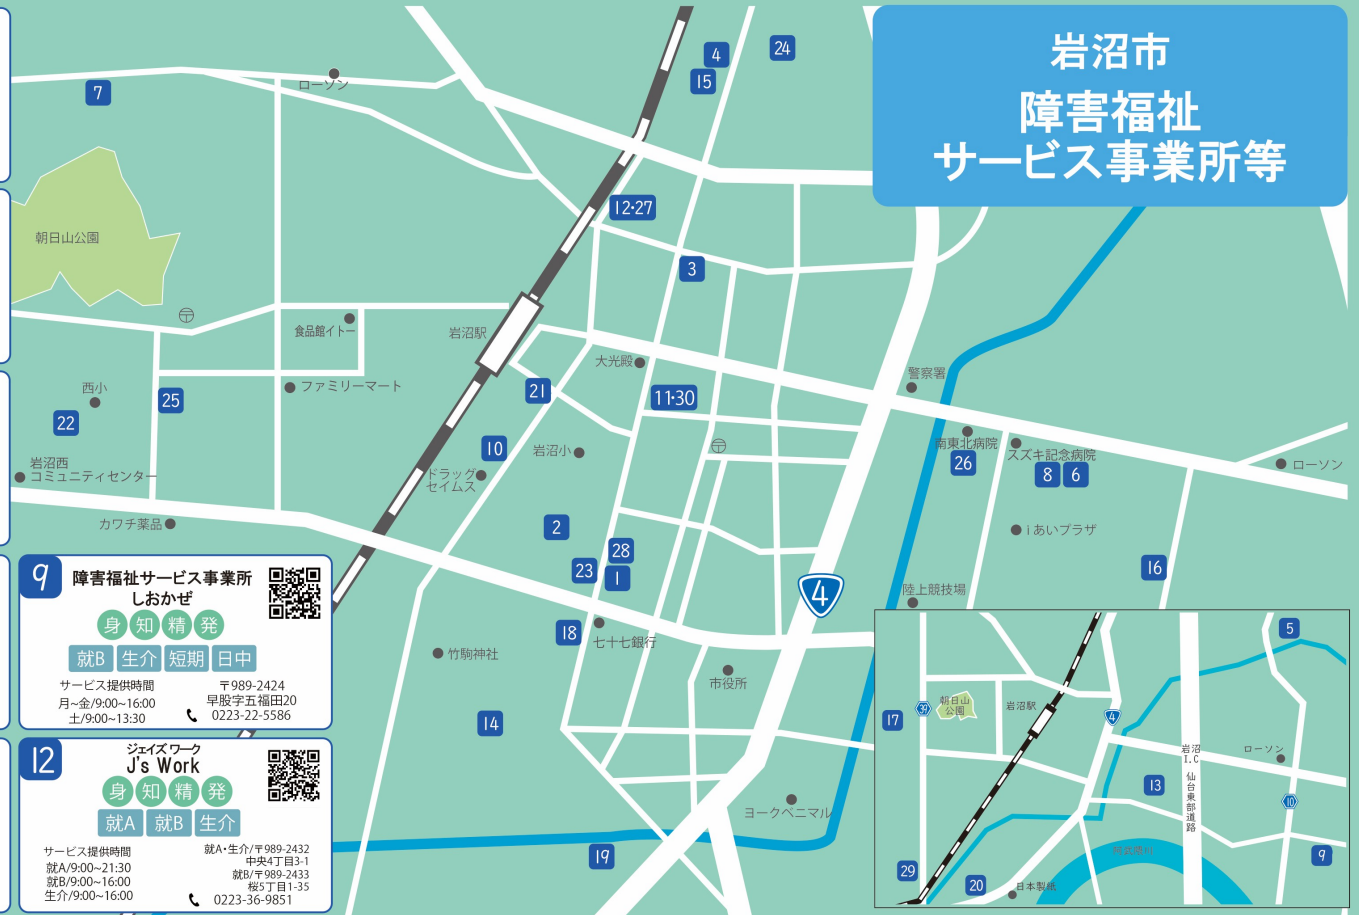 岩沼市
障害福祉
サービス事業所等
7
ローソン
4
15
24
朝日山公園
12・27
3
〒
食品館イトー
岩沼駅
大光殿
警察署
西小
22
25
ファミリーマート
21
11・30
岩沼西
コミュニティセンター
10
岩沼小
ドラッグ
セイムス
〒
南東北病院
26
スズキ記念病院
8
6
ローソン
カワチ薬品
2
23
28
1
iあいプラザ
16
4
陸上競技場
18
七十七銀行
竹駒神社
市役所
14
ヨークベニマル
19
9
障害福祉サービス事業所
しおかぜ
身 知 精 発
就B 生介 短期 日中
サービス提供時間
月~金/9:00~16:00
土/9:00~13:30
〒989-2424
早股字五福田20
0223-22-5586
12
ジェイズ ワーク
J's Work
身 知 精 発
就A 就B 生介
サービス提供時間
就A/9:00~21:30
就B/9:00~16:00
生介/9:00~16:00
就A・生介/〒989-2432
中央4丁目3-1
就B/〒989-2433
桜5丁目1-35
0223-36-9851
5
17
39
朝日山
公園
岩沼駅
4
岩沼
I.C
仙台東部道路
ローソン
13
10
9
29
20
日本製紙